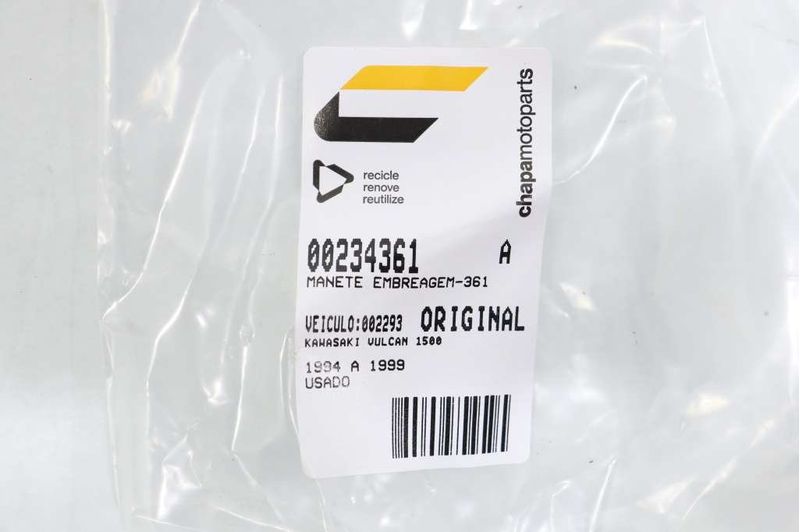 chapamotoparts
recicle
renove
reutilize
00234361 A
MANETE EMBREAGEM-361
VEICULO:002293 ORIGINAL
KAWASAKI VULCAN 1500
1994 A 1999
USADO